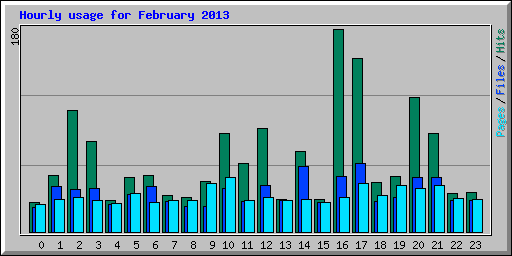 Hourly usage for February 2013
180
Pages/Files/Hits
0 1 2 3 4 5 6 7 8 9 10 11 12 13 14 15 16 17 18 19 20 21 22 23